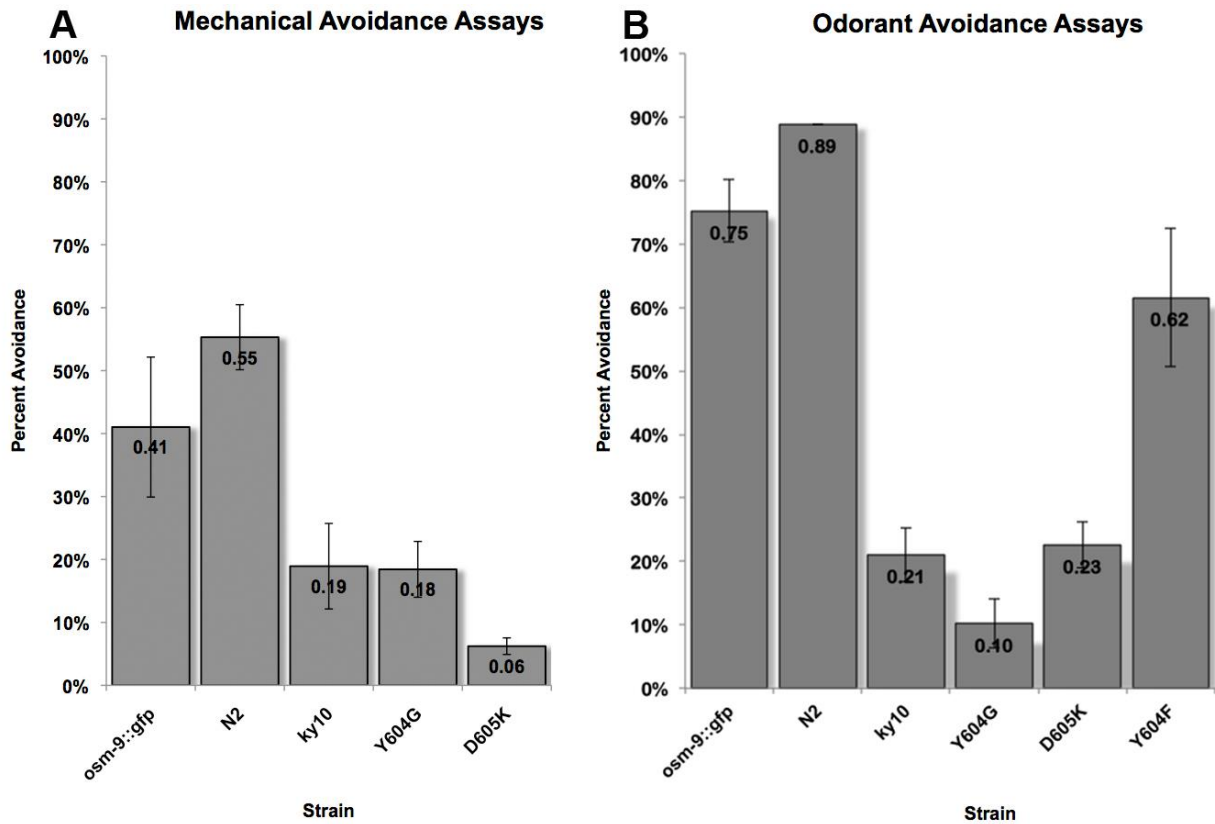 A
Mechanical Avoidance Assays
100%
90%
80%
70%
60%
50%
40%
30%
20%
10%
0%
Percent Avoidance
0.41
0.55
0.19
0.18
0.06
osm-9::gfp
N2
ky10
Y604G
D605K
Strain
B
Odorant Avoidance Assays
100%
90%
80%
70%
60%
50%
40%
30%
20%
10%
0%
Percent Avoidance
0.75
0.89
0.21
0.10
0.23
0.62
osm-9::gfp
N2
ky10
Y604G
D605K
Y604F
Strain